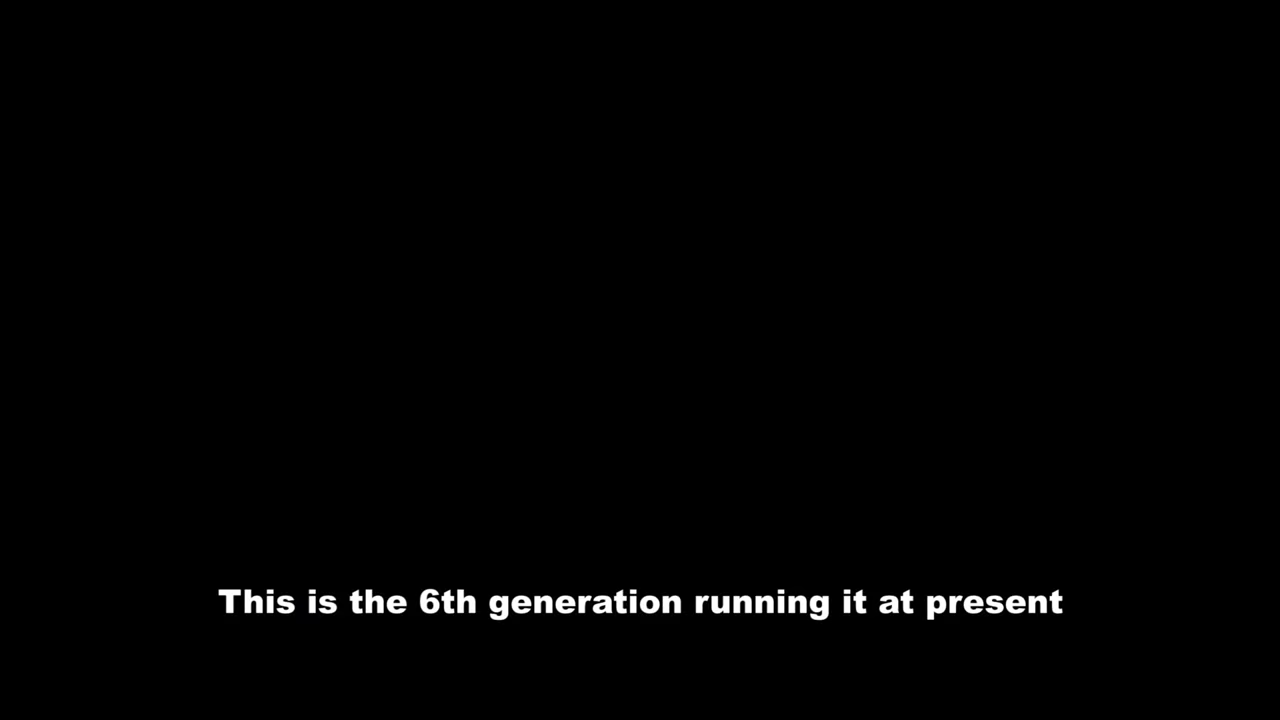 This is the 6th generation running it at present